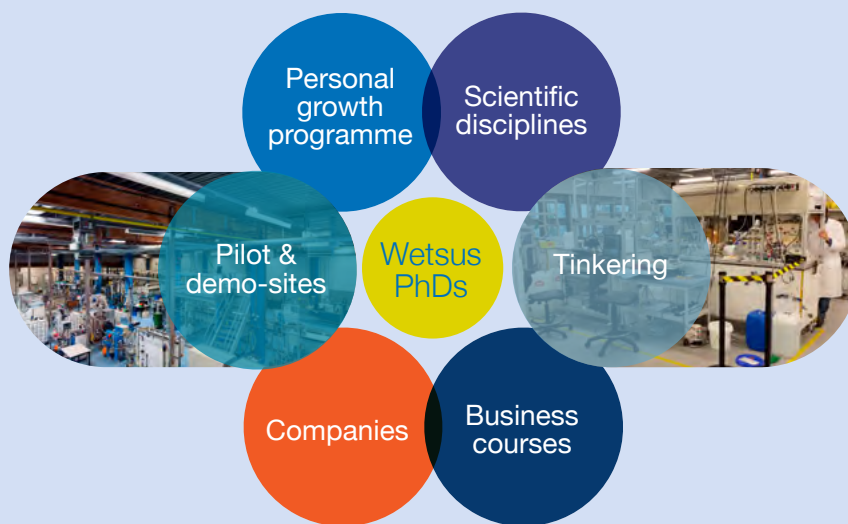 Personal
growth
programme
Scientific
disciplines
Pilot &
demo-sites
Wetsus
PhDs
Tinkering
Companies
Business
courses